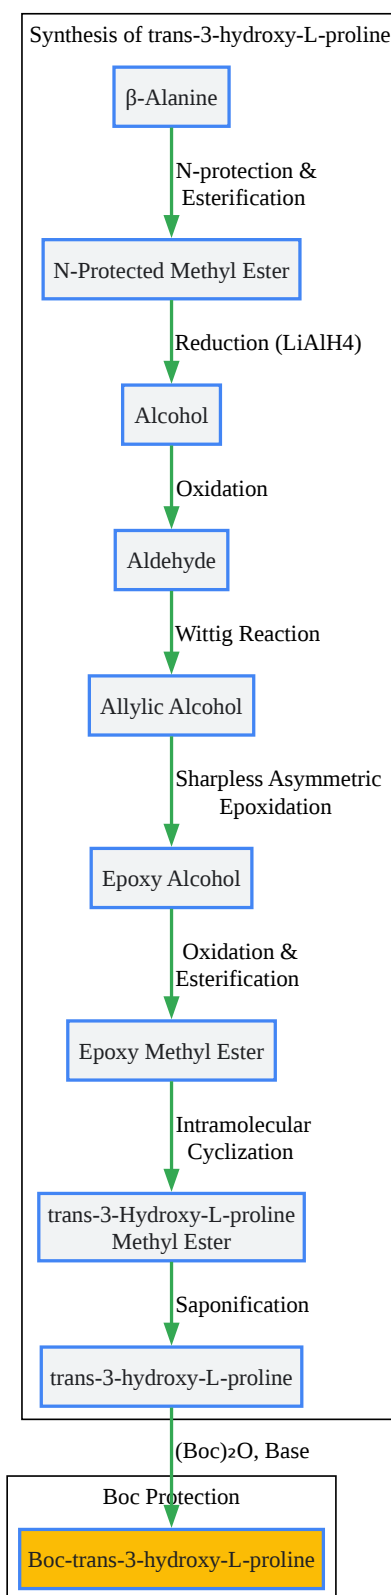 Synthesis of trans-3-hydroxy-L-proline
β-Alanine
N-protection &
Esterification
N-Protected Methyl Ester
Reduction (LiAlH4)
Alcohol
Oxidation
Aldehyde
Wittig Reaction
Allylic Alcohol
Sharpless Asymmetric
Epoxidation
Epoxy Alcohol
Oxidation &
Esterification
Epoxy Methyl Ester
Intramolecular
Cyclization
trans-3-Hydroxy-L-proline
Methyl Ester
Saponification
trans-3-hydroxy-L-proline
(Boc)₂O, Base
Boc Protection
Boc-trans-3-hydroxy-L-proline